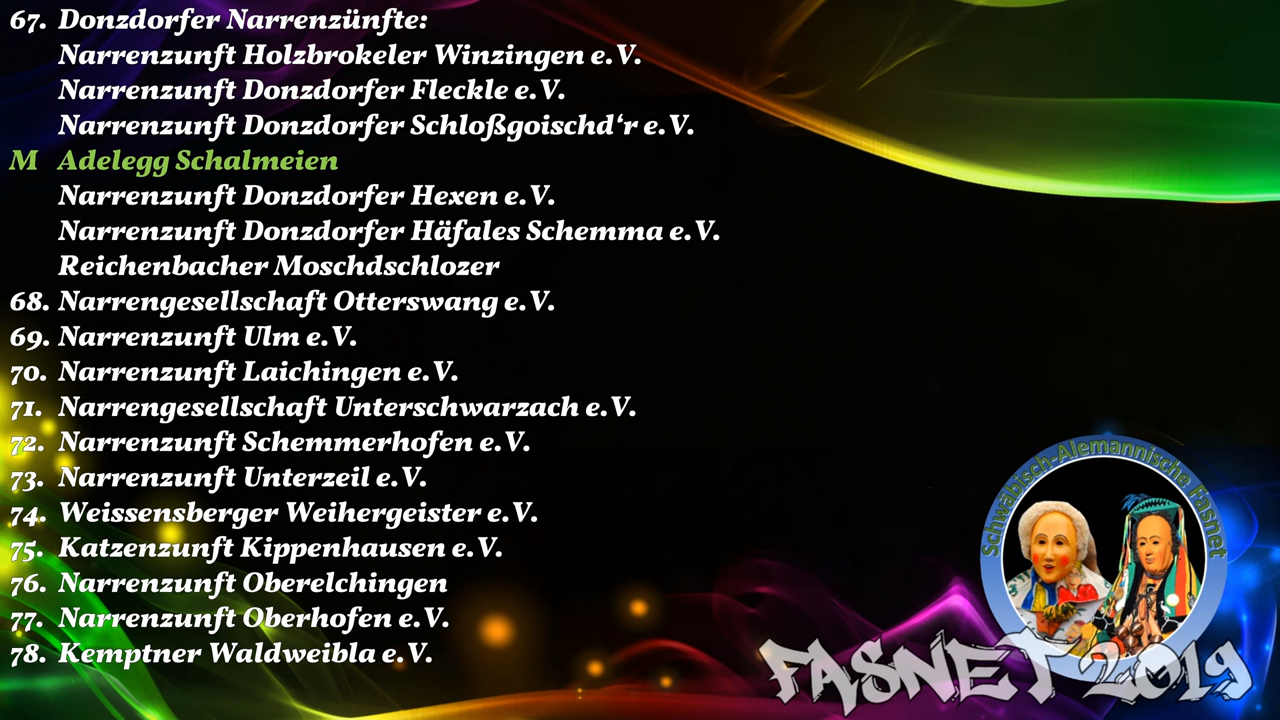 67. Donzdorfer Narrenzünfte:
Narrenzunft Holzbrokeler Winzingen e.V.
Narrenzunft Donzdorfer Fleckle e.V.
Narrenzunft Donzdorfer Schloßgoischd‘r e.V.
M Adelegg Schalmeien
Narrenzunft Donzdorfer Hexen e.V.
Narrenzunft Donzdorfer Häfales Schemma e.V.
Reichenbacher Moschdschlozer
68. Narrengesellschaft Otterswang e.V.
69. Narrenzunft Ulm e.V.
70. Narrenzunft Laichingen e.V.
71. Narrengesellschaft Unterschwarzach e.V.
72. Narrenzunft Schemmerhofen e.V.
73. Narrenzunft Unterzeil e.V.
74. Weissensberger Weihergeister e.V.
75. Katzenzunft Kippenhausen e.V.
76. Narrenzunft Oberelchingen
77. Narrenzunft Oberhofen e.V.
78. Kemptner Waldweibla e.V.
Schwäbisch-Alemannische Fasnet
FASNET 2019